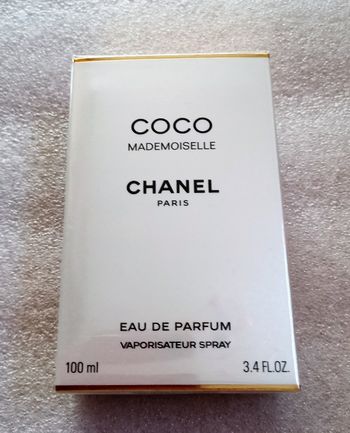 COCO
MADEMOISELLE
CHANEL
PARIS
EAU DE PARFUM
VAPORISATEUR SPRAY
100 ml 3.4 FL.OZ.